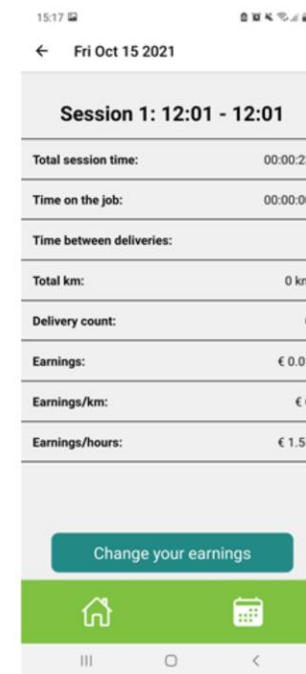 15:17
Fri Oct 15 2021
Session 1: 12:01 - 12:01
Total session time:
Time on the job:
Time between deliveries:
Total km: 0
Delivery count:
Earnings: €
Earnings/km: €
Earnings/hours: €
Change your earnings